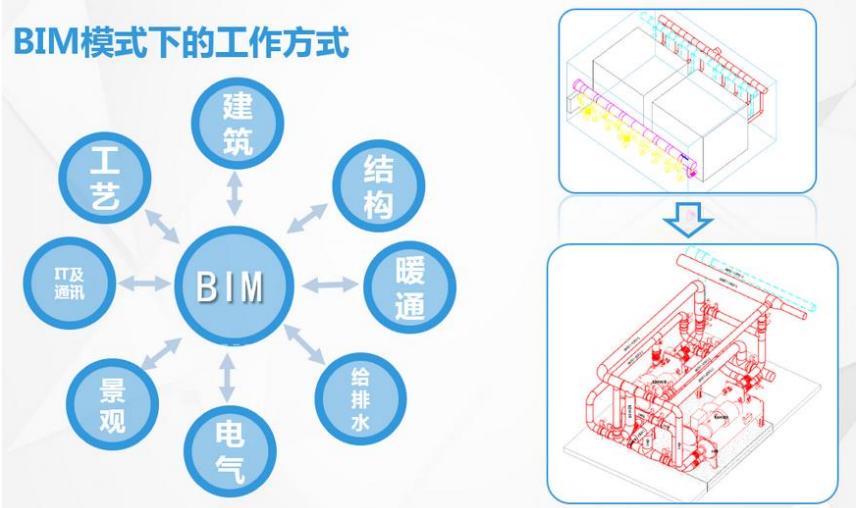 BIM模式下的工作方式
建
筑
结
构
暖
通
给
排
水
电
气
景
观
IT及
通讯
工
艺
BIM